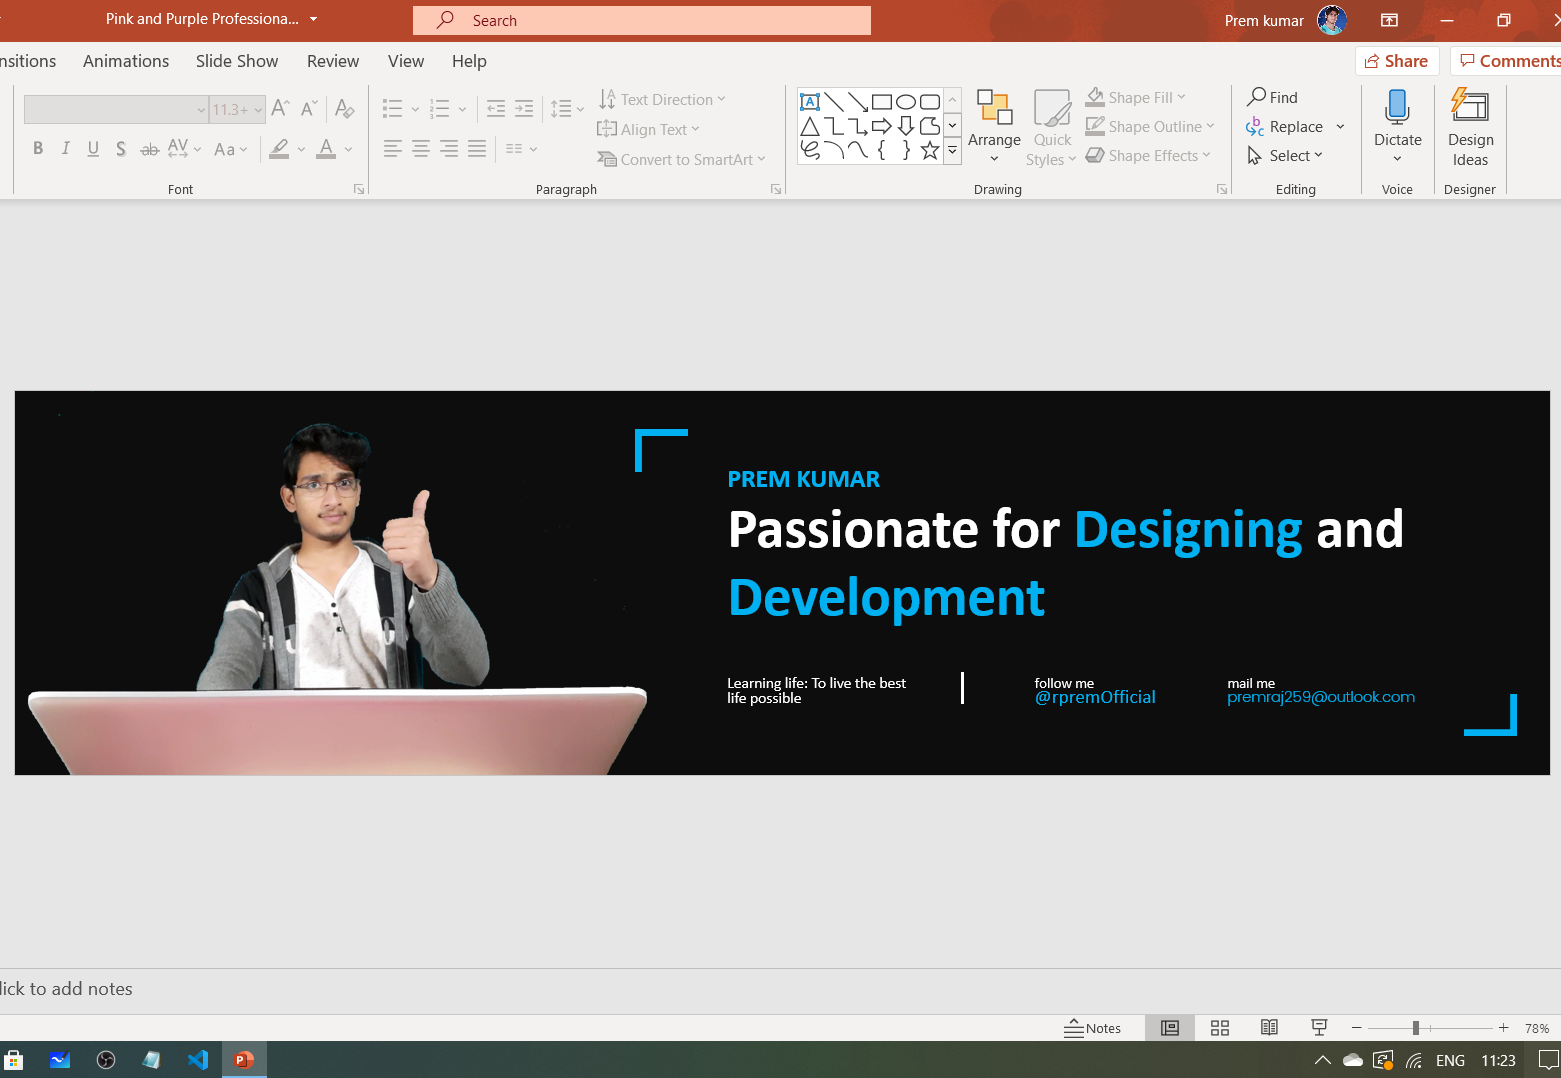 Pink and Purple Professiona...
Search
Prem kumar
nsitions
Animations
Slide Show
Review
View
Help
Share
Comments
11.3+
Text Direction
Align Text
Convert to SmartArt
Font
Paragraph
Arrange
Quick
Styles
Shape Fill
Shape Outline
Shape Effects
Drawing
Find
Replace
Select
Editing
Dictate
Voice
Design
Ideas
Designer
PREM KUMAR
Passionate for Designing and
Development
Learning life: To live the best
life possible
follow me
@rpremOfficial
mail me
premraj259@outlook.com
lick to add notes
Notes
78%
ENG
11:23